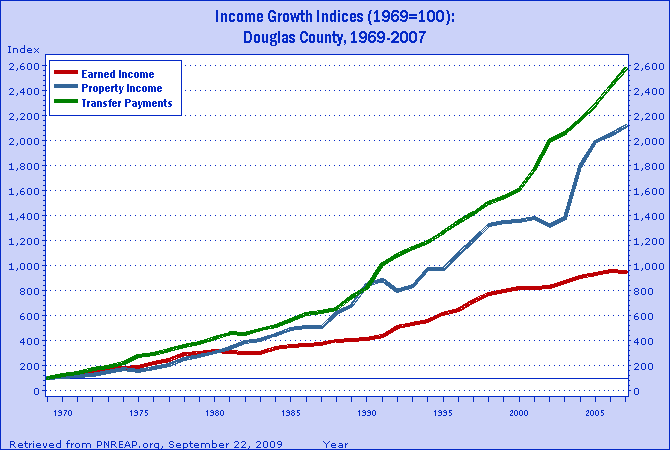 Income Growth Indices (1969=100):
Douglas County, 1969-2007
Index
Earned Income
Property Income
Transfer Payments
2,600 2,600
2,400 2,400
2,200 2,200
2,000 2,000
1,800 1,800
1,600 1,600
1,400 1,400
1,200 1,200
1,000 1,000
800 800
600 600
400 400
200 200
0 0
1970 1975 1980 1985 1990 1995 2000 2005
Retrieved from PNREAP.org, September 22, 2009 Year